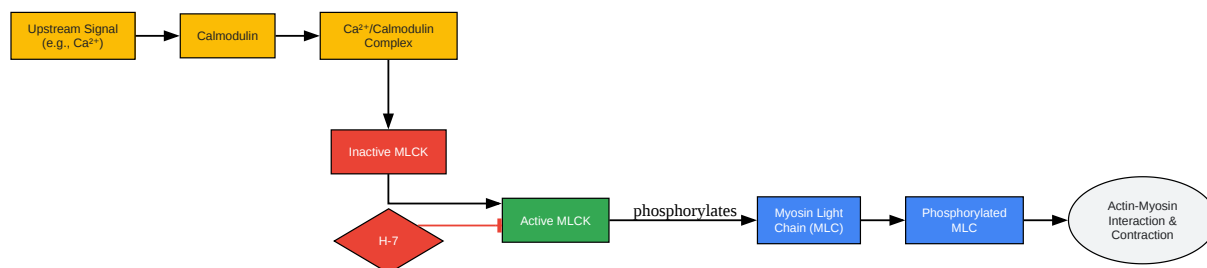 Upstream Signal
(e.g., Ca²⁺)
Calmodulin
Ca²⁺/Calmodulin
Complex
Inactive MLCK
H-7
Active MLCK
phosphorylates
Myosin Light
Chain (MLC)
Phosphorylated
MLC
Actin-Myosin
Interaction &
Contraction